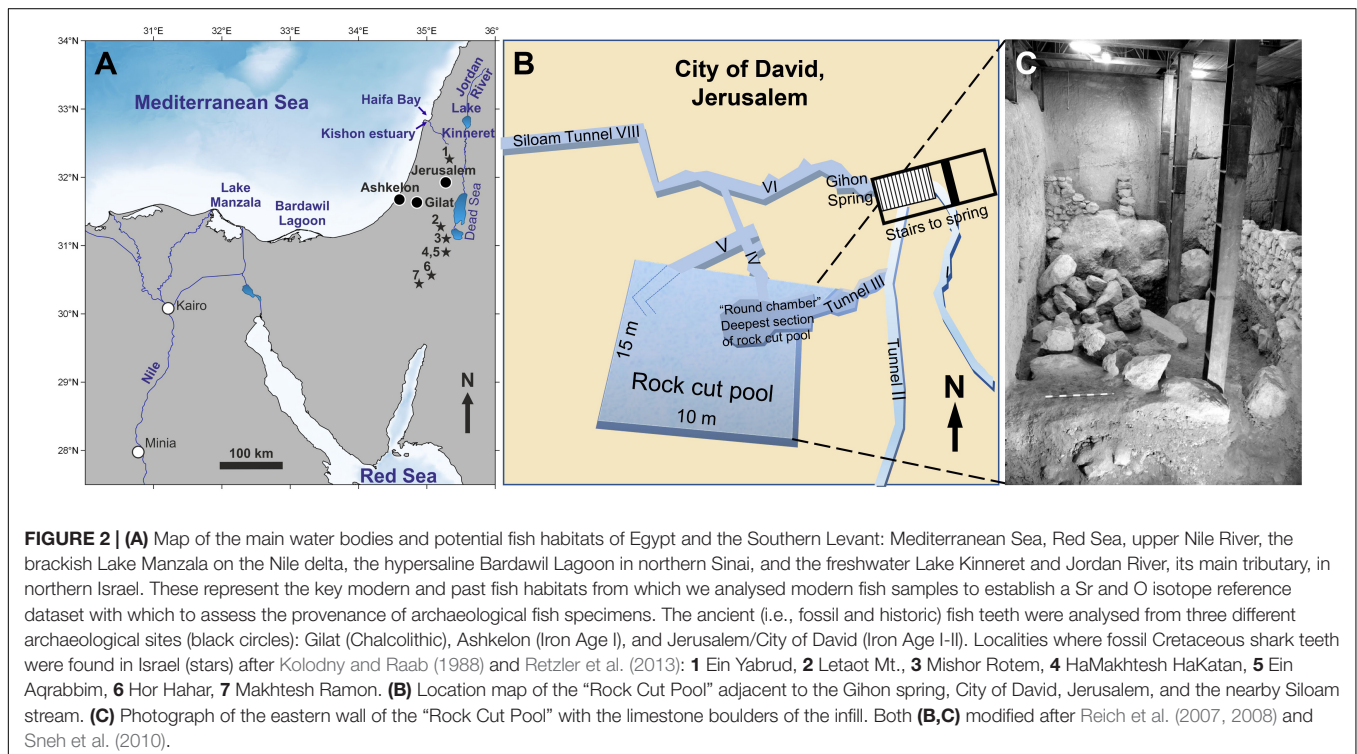 31°E 32°E 33°E 34°E 35°E 36°
34°N
33°N
32°N
31°N
30°N
29°N
28°N
A
Mediterranean Sea
Haifa Bay
Kishon estuary
Jordan
River
Lake
Kinneret
1
Jerusalem
Ashkelon
Gilat
Dead Sea
Lake
Manzala
Bardawil
Lagoon
2
3
4,5
6
7
Kairo
Nile
Minia
N
100 km
Red Sea
B
City of David,
Jerusalem
Siloam Tunnel VIII
VI
Gihon
Spring
Stairs to spring
V
IV
I
"Round chamber"
Deepest section
of rock cut pool
Tunnel III
Tunnel II
15 m
Rock cut pool
10 m
N
C
FIGURE 2 | (A) Map of the main water bodies and potential fish habitats of Egypt and the Southern Levant: Mediterranean Sea, Red Sea, upper Nile River, the
brackish Lake Manzala on the Nile delta, the hypersaline Bardawil Lagoon in northern Sinai, and the freshwater Lake Kinneret and Jordan River, its main tributary, in
northern Israel. These represent the key modern and past fish habitats from which we analysed modern fish samples to establish a Sr and O isotope reference
dataset with which to assess the provenance of archaeological fish specimens. The ancient (i.e., fossil and historic) fish teeth were analysed from three different
archaeological sites (black circles): Gilat (Chalcolithic), Ashkelon (Iron Age I), and Jerusalem/City of David (Iron Age I-II). Localities where fossil Cretaceous shark teeth
were found in Israel (stars) after Kolodny and Raab (1988) and Retzler et al. (2013): 1 Ein Yabrud, 2 Letaot Mt., 3 Mishor Rotem, 4 HaMakhtesh HaKatan, 5 Ein
Aqrabbim, 6 Hor Hahar, 7 Makhtesh Ramon. (B) Location map of the "Rock Cut Pool" adjacent to the Gihon spring, City of David, Jerusalem, and the nearby Siloam
stream. (C) Photograph of the eastern wall of the "Rock Cut Pool" with the limestone boulders of the infill. Both (B,C) modified after Reich et al. (2007, 2008) and
Sneh et al. (2010).